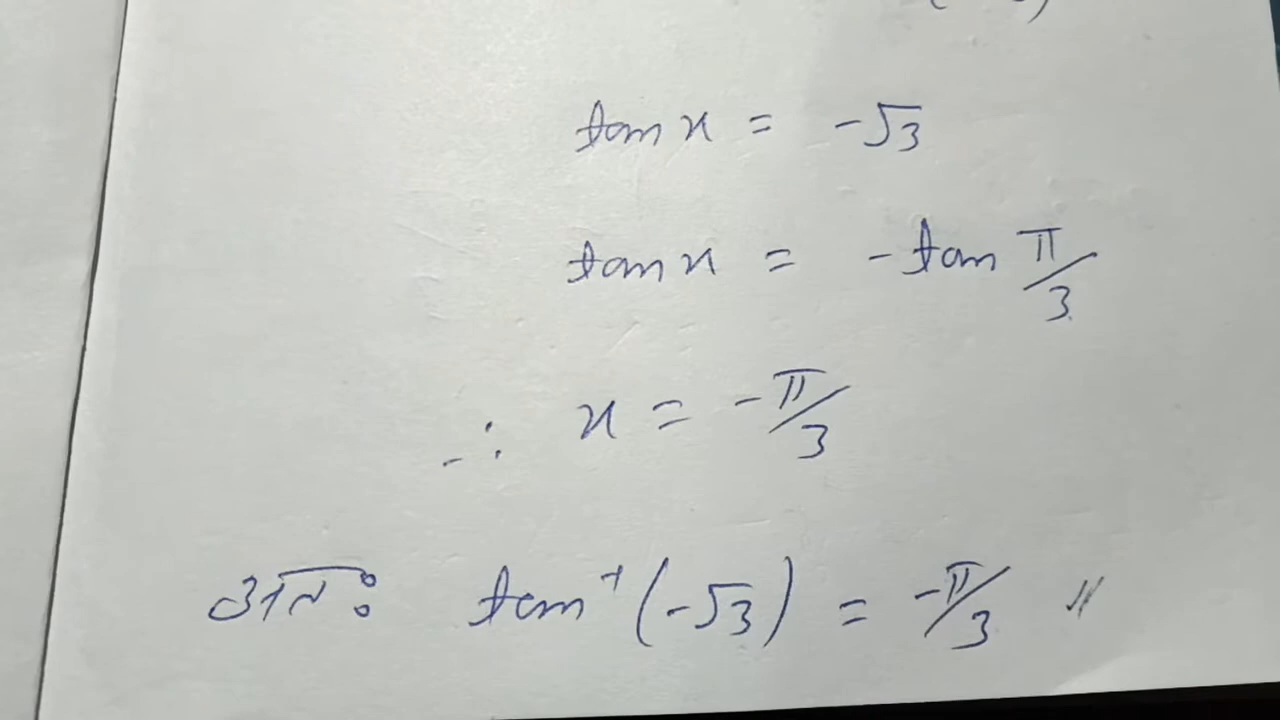 tan x = -√3
tan x = - tan π/3
∴ x = -π/3
अतः tan⁻¹(-√3) = -π/3 //